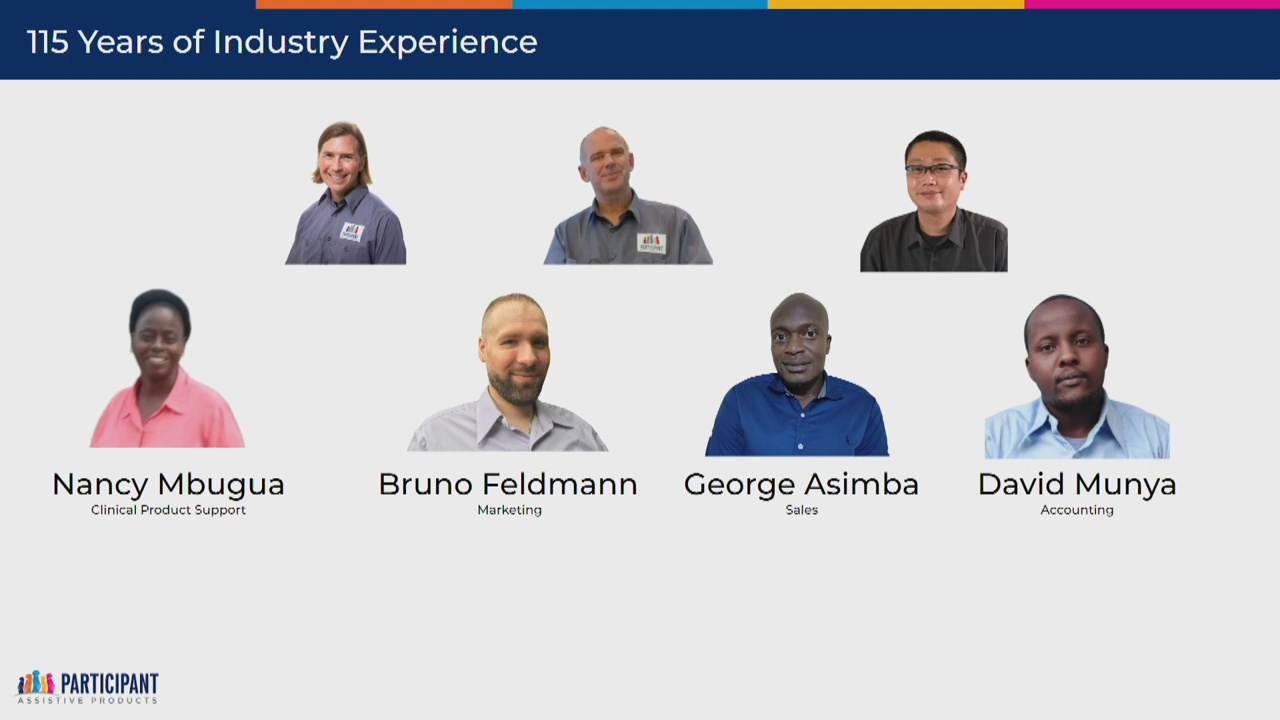 115 Years of Industry Experience
Nancy Mbugua
Clinical Product Support
Bruno Feldmann
Marketing
George Asimba
Sales
David Munya
Accounting
PARTICIPANT
ASSISTIVE PRODUCTS